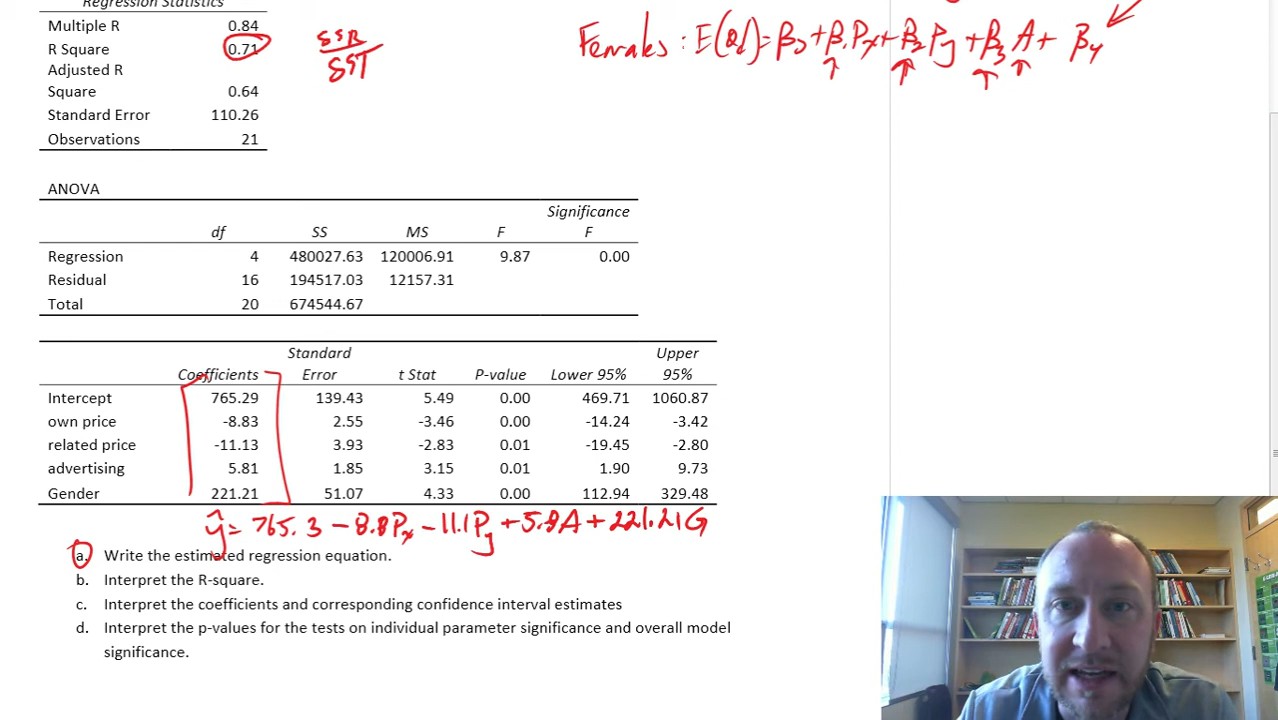 Regression Statistics
Multiple R 0.84
R Square 0.71
SSR
SST
Adjusted R
Square 0.64
Standard Error 110.26
Observations 21
Females : E(Qd)= β0 + β1Px + β2 Py + β3 A + β4
ANOVA
df SS MS F Significance F
Regression 4 480027.63 120006.91 9.87 0.00
Residual 16 194517.03 12157.31
Total 20 674544.67
Coefficients Standard Error t Stat P-value Lower 95% Upper 95%
Intercept 765.29 139.43 5.49 0.00 469.71 1060.87
own price -8.83 2.55 -3.46 0.00 -14.24 -3.42
related price -11.13 3.93 -2.83 0.01 -19.45 -2.80
advertising 5.81 1.85 3.15 0.01 1.90 9.73
Gender 221.21 51.07 4.33 0.00 112.94 329.48
ŷ = 765.3 - 8.8Px - 11.1Py + 5.8A + 221.21G
a. Write the estimated regression equation.
b. Interpret the R-square.
c. Interpret the coefficients and corresponding confidence interval estimates
d. Interpret the p-values for the tests on individual parameter significance and overall model
significance.